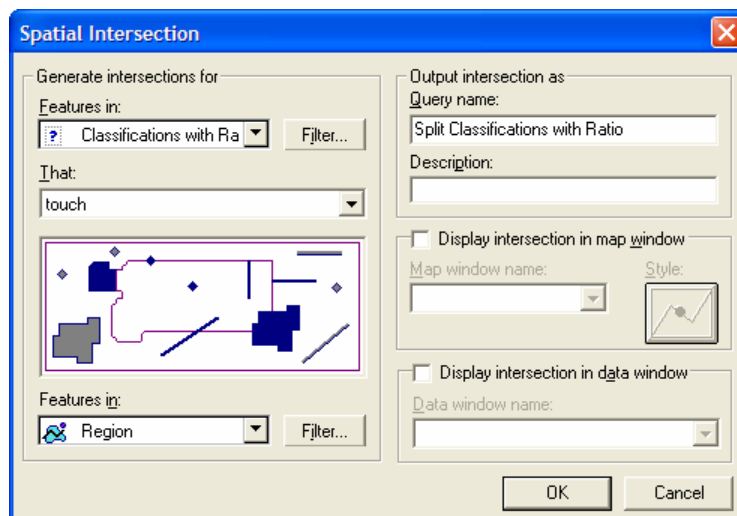 Spatial Intersection
Generate intersections for
Features in:
Classifications with Ra
Filter...
That:
touch
Features in:
Region
Filter...
Output intersection as
Query name:
Split Classifications with Ratio
Description:
Display intersection in map window
Map window name:
Style:
Display intersection in data window
Data window name:
OK
Cancel